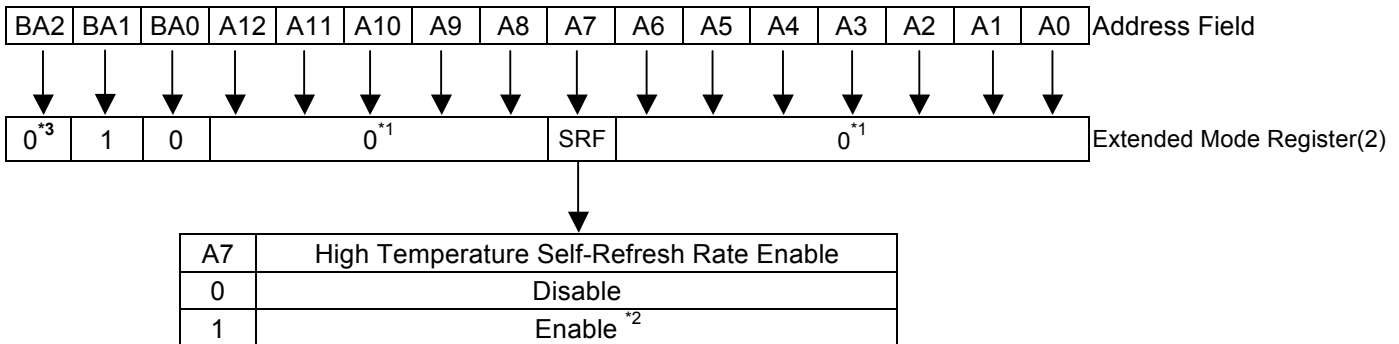 BA2 BA1 BA0 A12 A11 A10 A9 A8 A7 A6 A5 A4 A3 A2 A1 A0 Address Field
0*3 1 0 0*1 SRF 0*1 Extended Mode Register(2)
A7 High Temperature Self-Refresh Rate Enable
0 Disable
1 Enable *2